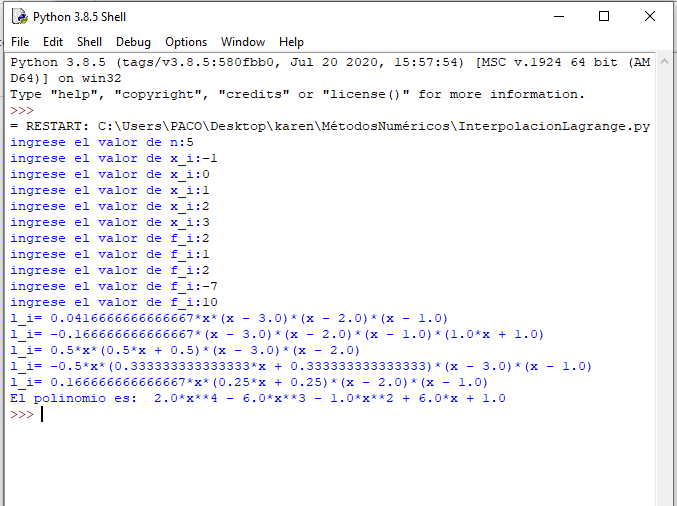 Python 3.8.5 Shell
File Edit Shell Debug Options Window Help
Python 3.8.5 (tags/v3.8.5:580fbb0, Jul 20 2020, 15:57:54) [MSC v.1924 64 bit (AM
D64)] on win32
Type "help", "copyright", "credits" or "license()" for more information.
>>>
= RESTART: C:\Users\PACO\Desktop\karen\MétodosNuméricos\InterpolacionLagrange.py
ingrese el valor de n:5
ingrese el valor de x_i:-1
ingrese el valor de x_i:0
ingrese el valor de x_i:1
ingrese el valor de x_i:2
ingrese el valor de x_i:3
ingrese el valor de f_i:2
ingrese el valor de f_i:1
ingrese el valor de f_i:2
ingrese el valor de f_i:-7
ingrese el valor de f_i:10
l_i= 0.0416666666666667*x*(x - 3.0)*(x - 2.0)*(x - 1.0)
l_i= -0.166666666666667*(x - 3.0)*(x - 2.0)*(x - 1.0)*(1.0*x + 1.0)
l_i= 0.5*x*(0.5*x + 0.5)*(x - 3.0)*(x - 2.0)
l_i= -0.5*x*(0.333333333333333*x + 0.333333333333333)*(x - 3.0)*(x - 1.0)
l_i= 0.166666666666667*x*(0.25*x + 0.25)*(x - 2.0)*(x - 1.0)
El polinomio es:  2.0*x**4 - 6.0*x**3 - 1.0*x**2 + 6.0*x + 1.0
>>>